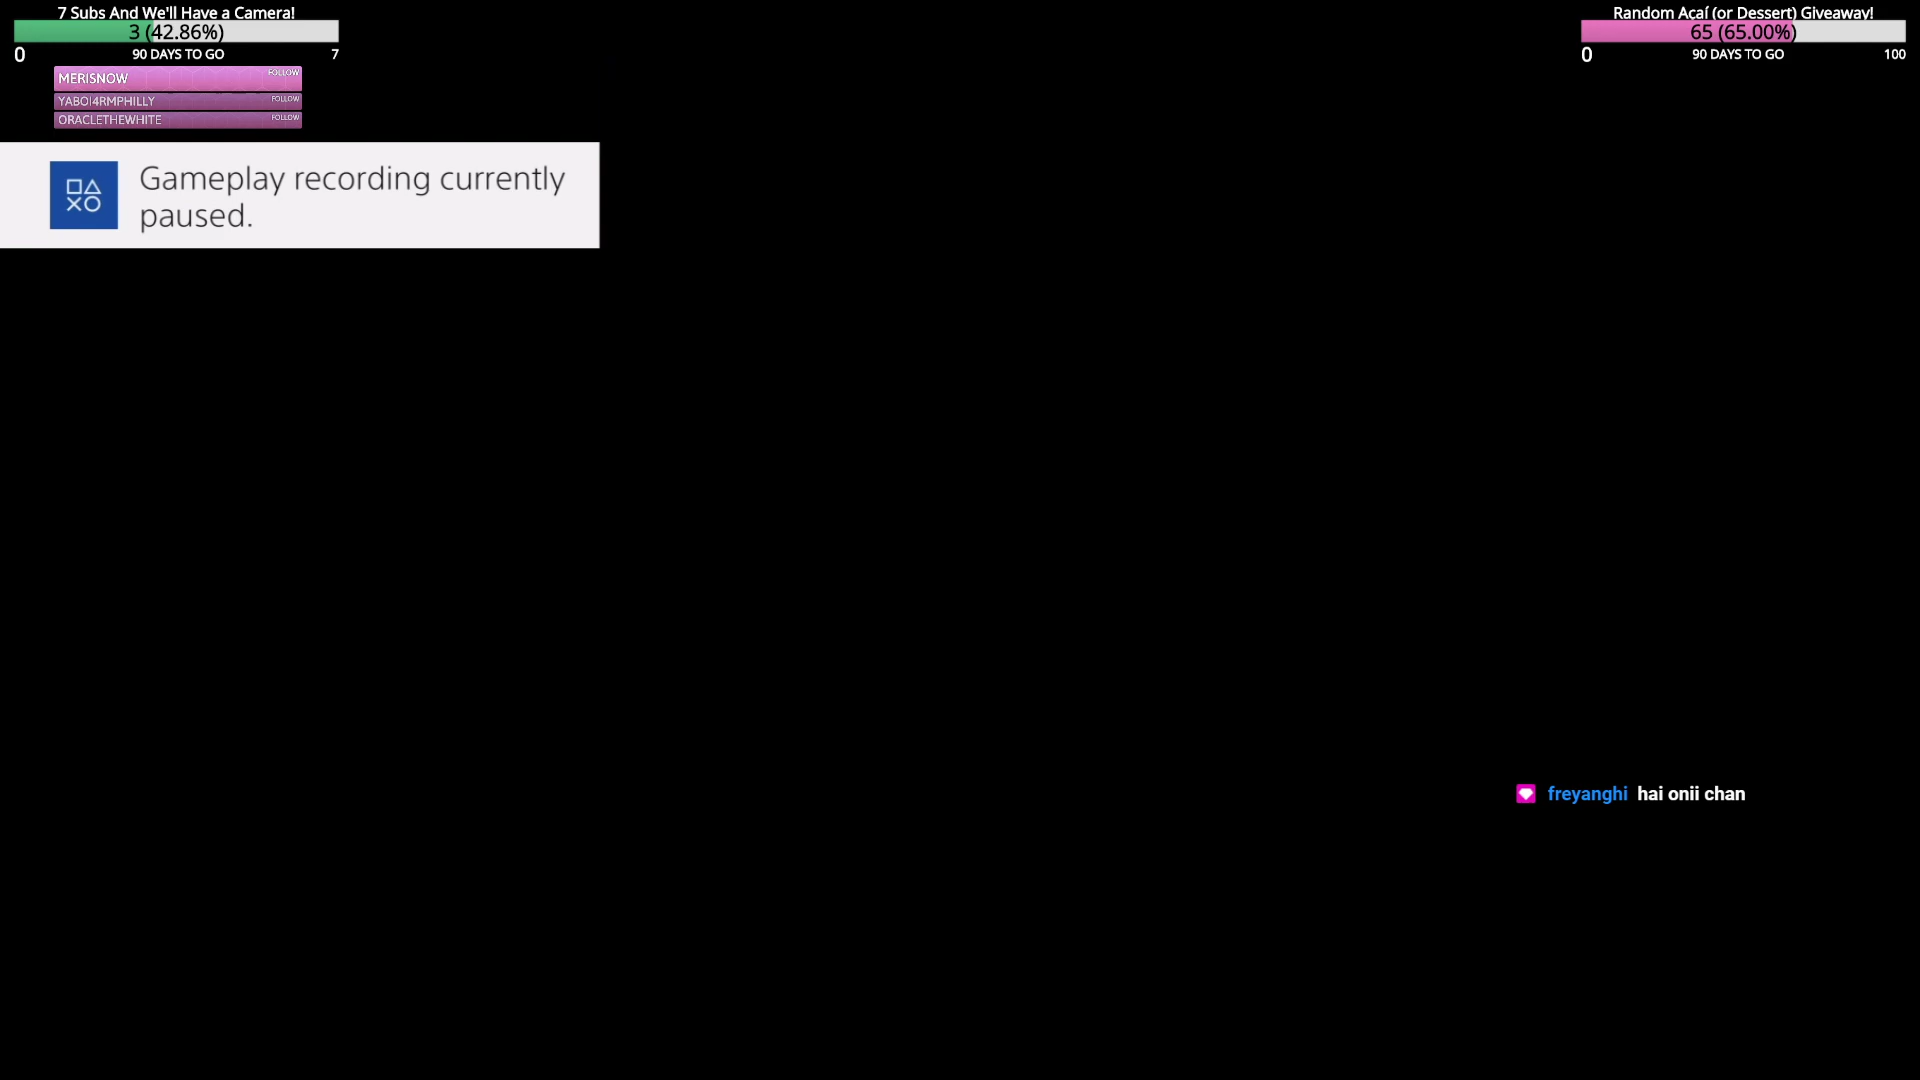 7 Subs And We'll Have a Camera!
3 (42.86%)
0 90 DAYS TO GO 7
MERISNOW FOLLOW
YABOI4RMPHILLY FOLLOW
ORACLETHEWHITE FOLLOW
Gameplay recording currently
paused.
Random Açaí (or Dessert) Giveaway!
65 (65.00%)
0 90 DAYS TO GO 100
freyanghi hai onii chan